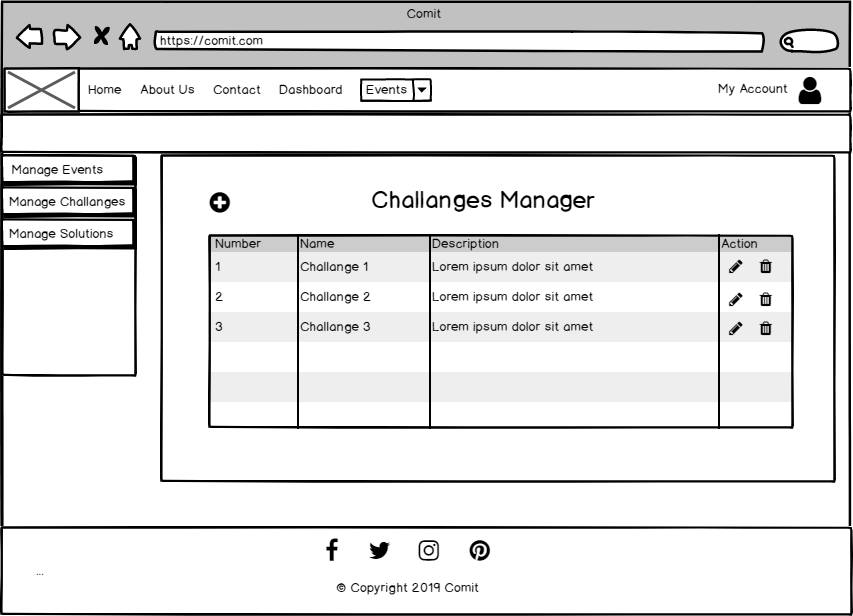 Comit
https://comit.com
Home About Us Contact Dashboard Events My Account
Manage Events
Manage Challanges
Manage Solutions
Challanges Manager
Number Name Description Action
1 Challange 1 Lorem ipsum dolor sit amet
2 Challange 2 Lorem ipsum dolor sit amet
3 Challange 3 Lorem ipsum dolor sit amet
...
© Copyright 2019 Comit